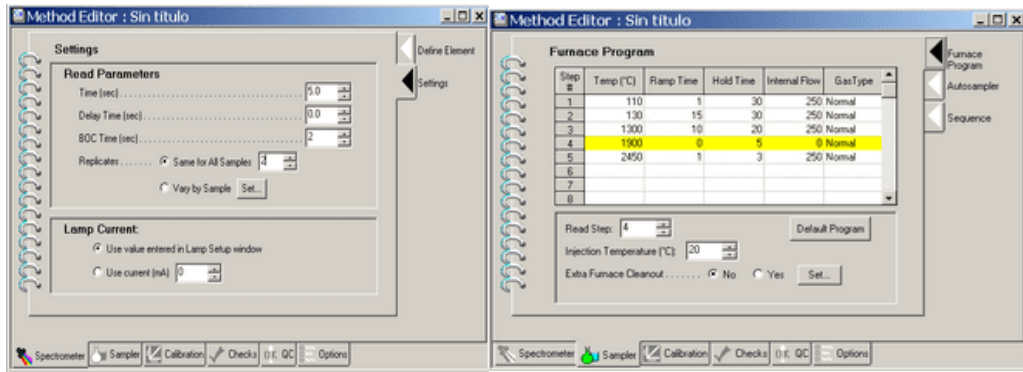 Method Editor : Sin título
Settings
Read Parameters
Time (sec) 5.0
Delay Time (sec) 0.0
BOC Time (sec) 2
Replicates Same for All Samples 2
Vary by Sample Set...
Lamp Current:
Use value entered in Lamp Setup window
Use current (mA) 0
Define Element
Settings
Spectrometer Sampler Calibration Checks QC Options
Method Editor : Sin título
Furnace Program
Step # Temp (°C) Ramp Time Hold Time Internal Flow Gas Type
1 110 1 30 250 Normal
2 130 15 30 250 Normal
3 1300 10 20 250 Normal
4 1900 0 5 0 Normal
5 2450 1 3 250 Normal
6
7
8
Read Step: 4 Default Program
Injection Temperature (°C): 20
Extra Furnace Cleanout No Yes Set...
Furnace Program
Autosampler
Sequence
Spectrometer Sampler Calibration Checks QC Options